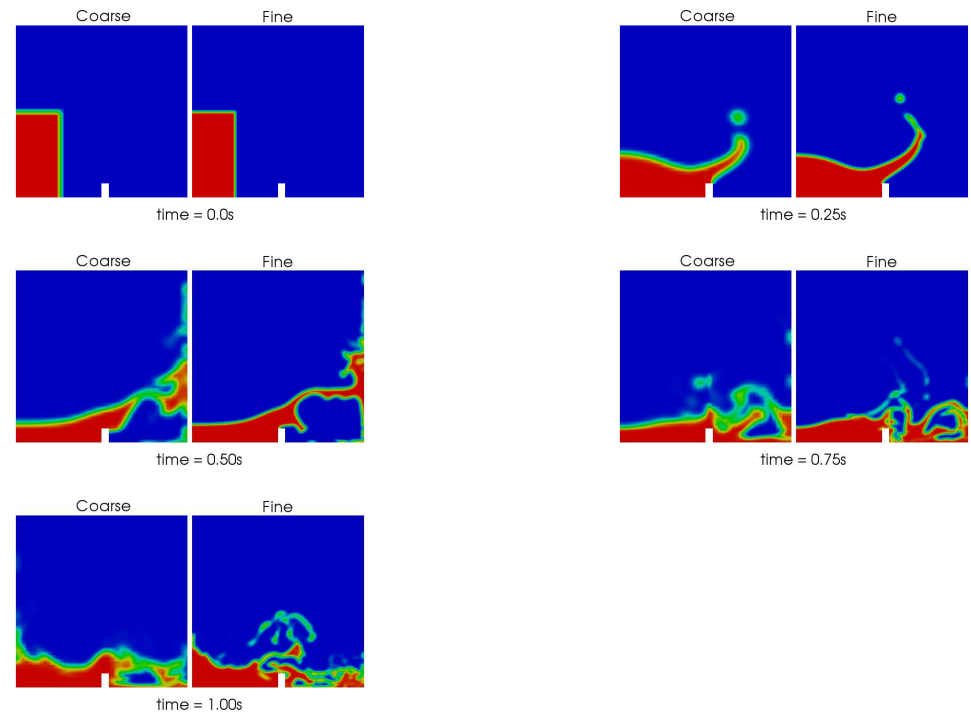 Coarse Fine Coarse Fine
time = 0.0s time = 0.25s
Coarse Fine Coarse Fine
time = 0.50s time = 0.75s
Coarse Fine
time = 1.00s